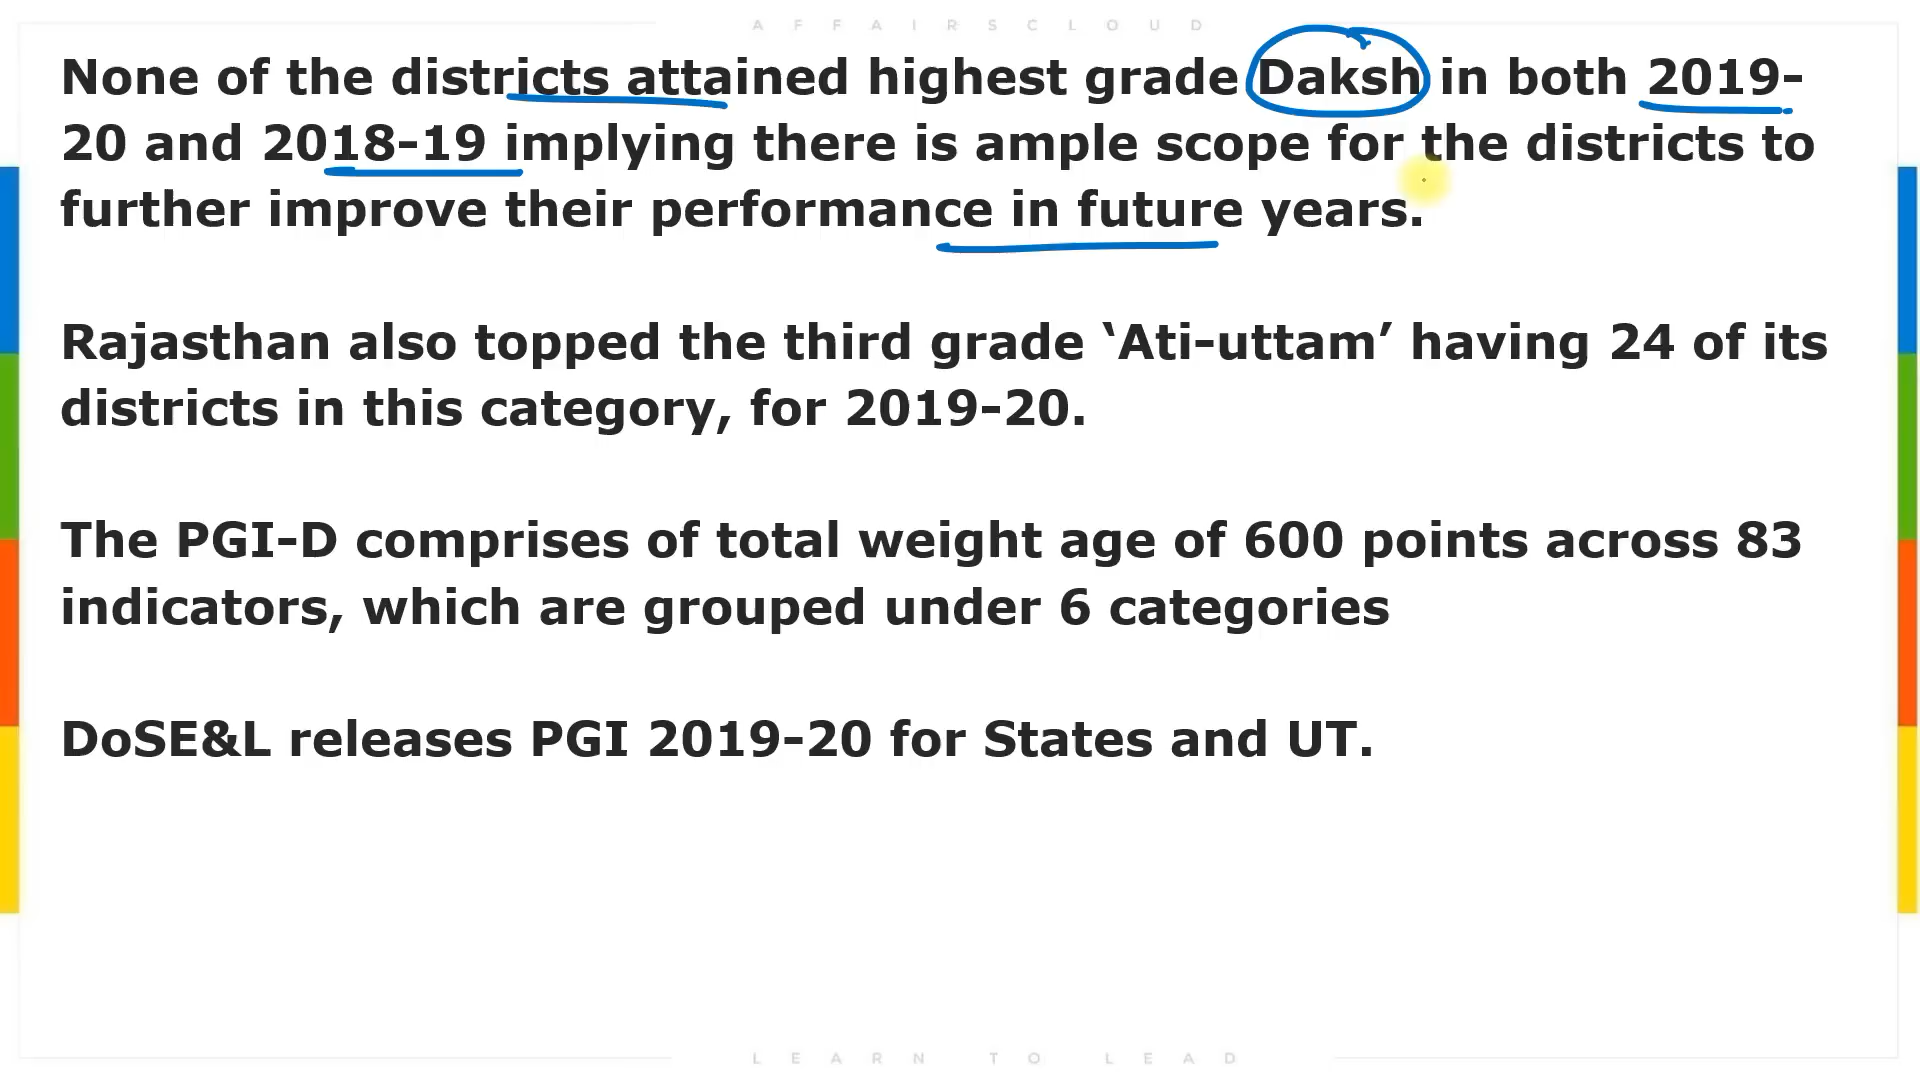 AFFAIRSCLOUD
None of the districts attained highest grade Daksh in both 2019-
20 and 2018-19 implying there is ample scope for the districts to
further improve their performance in future years.
Rajasthan also topped the third grade ‘Ati-uttam’ having 24 of its
districts in this category, for 2019-20.
The PGI-D comprises of total weight age of 600 points across 83
indicators, which are grouped under 6 categories
DoSE&L releases PGI 2019-20 for States and UT.
LEARN TO LEAD